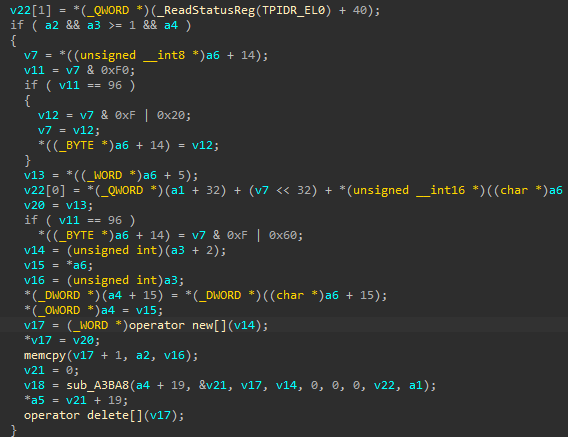 v22[1] = *(_QWORD *)(_ReadStatusReg(TPIDR_EL0) + 40);
if ( a2 && a3 >= 1 && a4 )
{
v7 = *((unsigned __int8 *)a6 + 14);
v11 = v7 & 0xF0;
if ( v11 == 96 )
{
v12 = v7 & 0xF | 0x20;
v7 = v12;
*((_BYTE *)a6 + 14) = v12;
}
v13 = *((_WORD *)a6 + 5);
v22[0] = *(_QWORD *)(a1 + 32) + (v7 << 32) + *(unsigned __int16 *)((char *)a6
v20 = v13;
if ( v11 == 96 )
*((_BYTE *)a6 + 14) = v7 & 0xF | 0x60;
v14 = (unsigned int)(a3 + 2);
v15 = *a6;
v16 = (unsigned int)a3;
*(_DWORD *)(a4 + 15) = *(_DWORD *)((char *)a6 + 15);
*(_OWORD *)a4 = v15;
v17 = (_WORD *)operator new[](v14);
*v17 = v20;
memcpy(v17 + 1, a2, v16);
v21 = 0;
v18 = sub_A3BA8(a4 + 19, &v21, v17, v14, 0, 0, 0, v22, a1);
*a5 = v21 + 19;
operator delete[](v17);
}